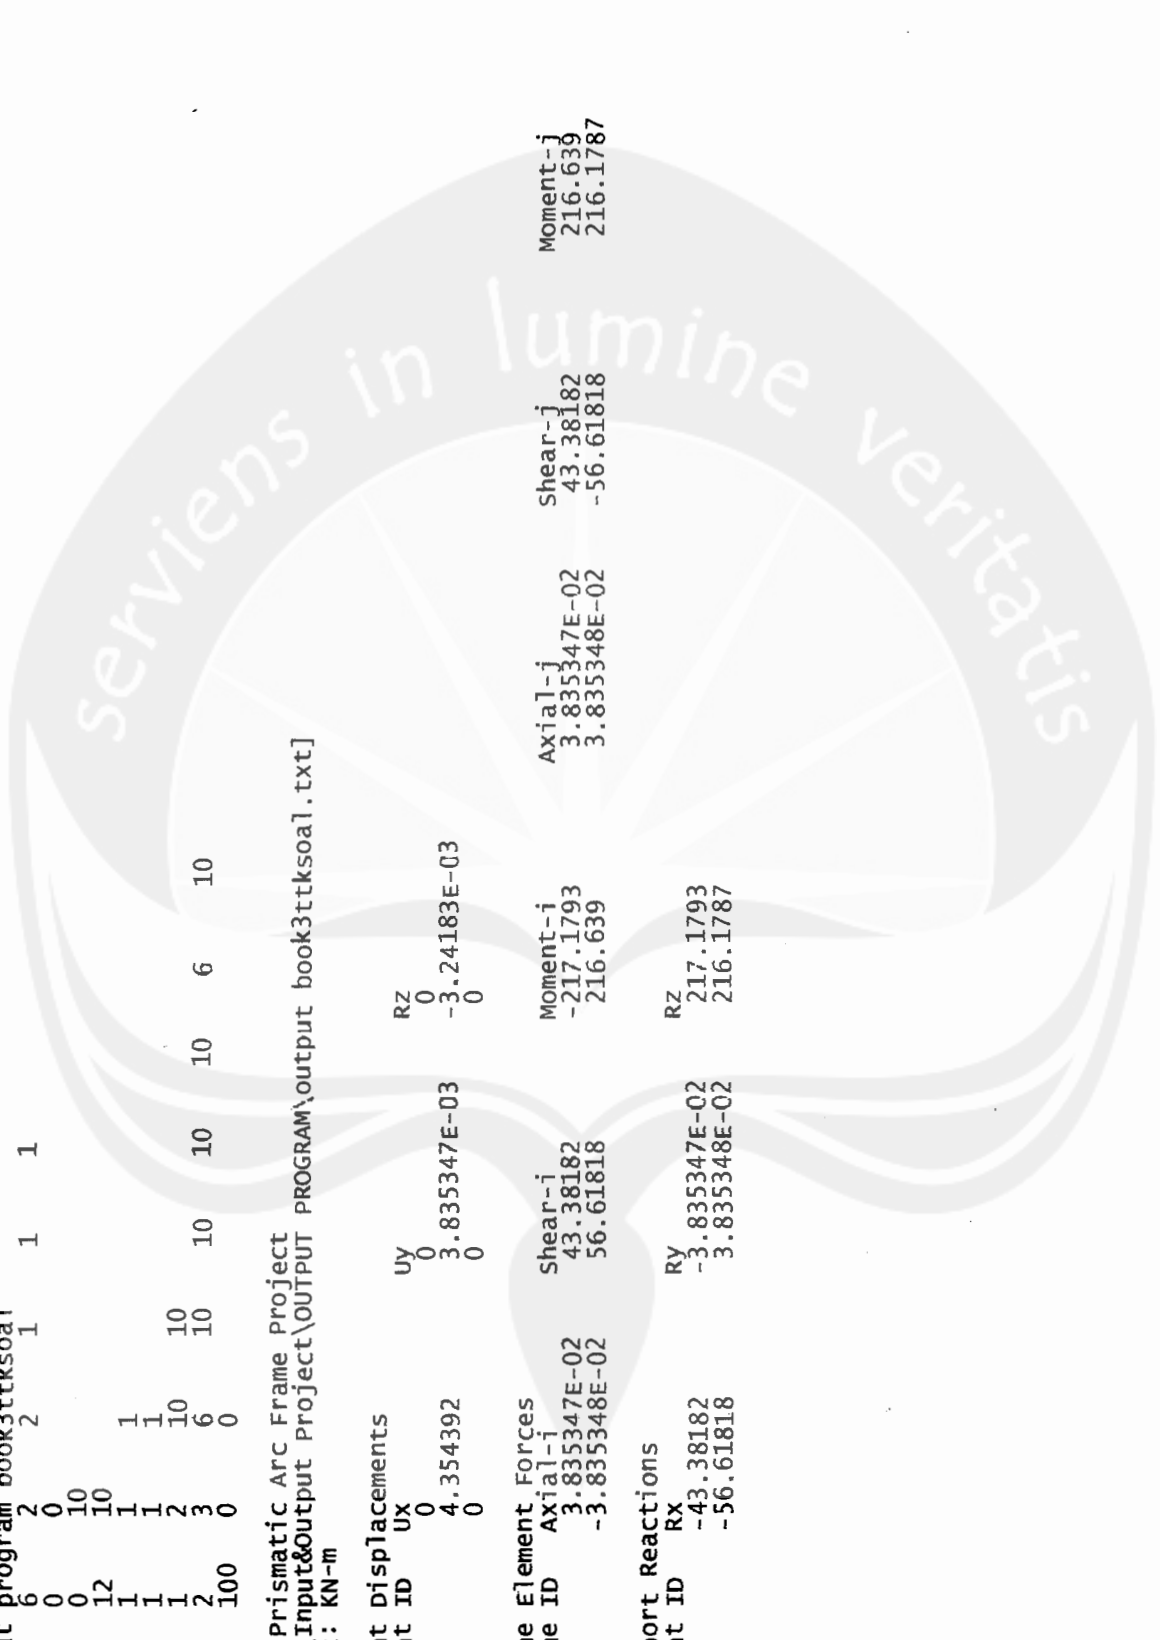 program book3ttksoal
6 2 2 1 1 1
0 0
0 10
12 10
1 1 1
1 1 1
1 2 10 10
2 3 6 10 10 10 10 6 10
100 0 0
Prismatic Arc Frame Project
Input&Output Project\OUTPUT PROGRAM\output book3ttksoal.txt]
: KN-m
t Displacements
t ID Ux Uy Rz
0 0 0
4.354392 3.835347E-03 -3.24183E-03
0 0 0
e Element Forces
e ID Axial-i Shear-i Moment-i Axial-j Shear-j Moment-j
3.835347E-02 43.38182 -217.1793 3.835347E-02 43.38182 216.639
-3.835348E-02 56.61818 216.639 3.835348E-02 -56.61818 216.1787
ort Reactions
t ID Rx Ry Rz
-43.38182 -3.835347E-02 217.1793
-56.61818 3.835348E-02 216.1787
serviens in lumine veritatis